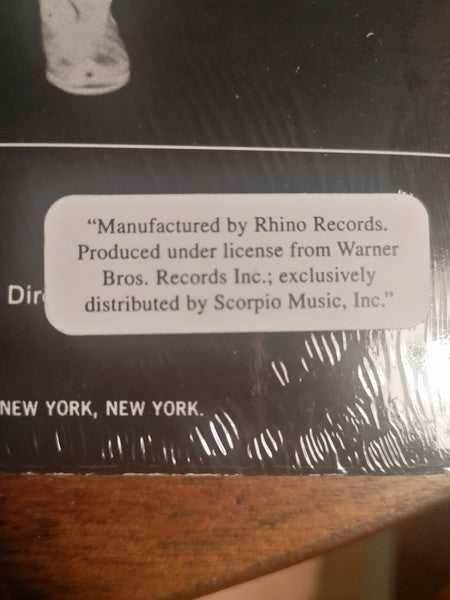 “Manufactured by Rhino Records.
Produced under license from Warner
Bros. Records Inc.; exclusively
distributed by Scorpio Music, Inc.”
NEW YORK, NEW YORK.